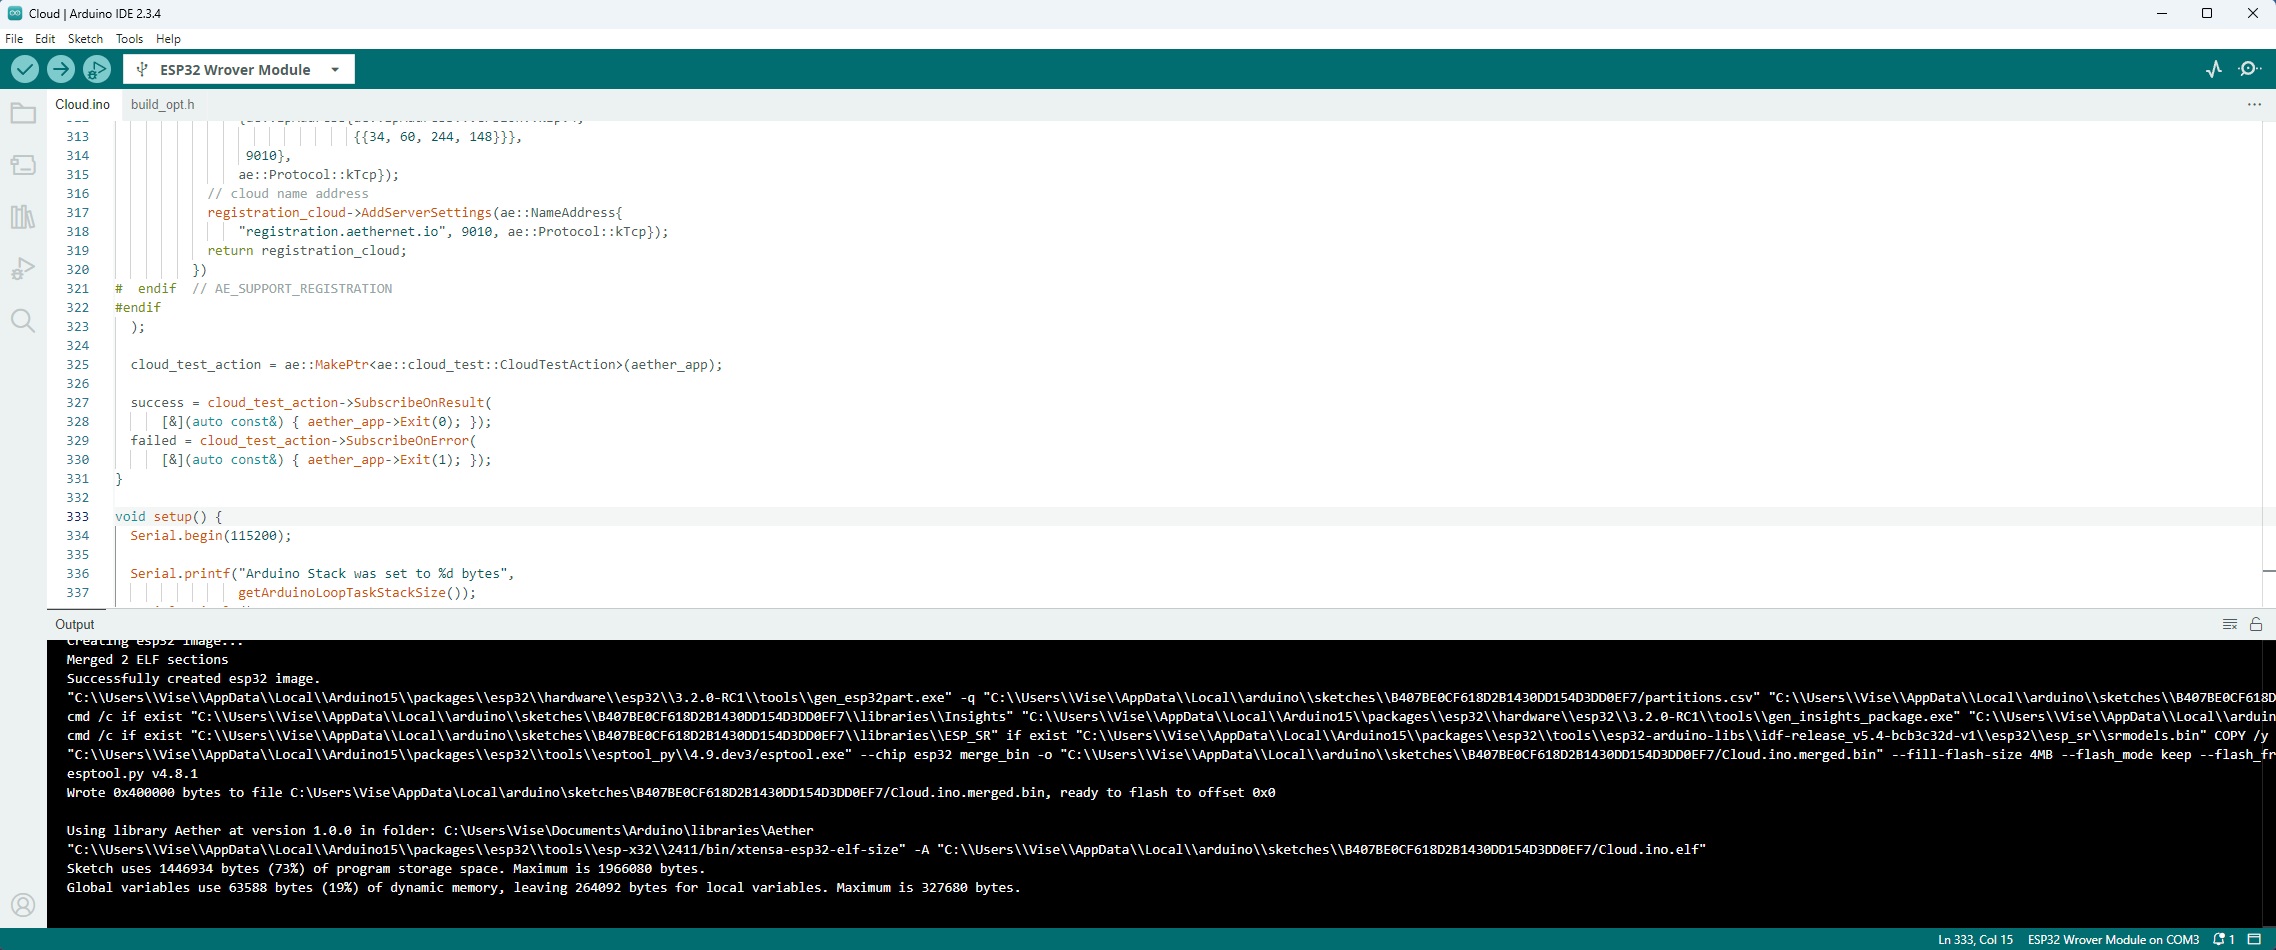 Cloud | Arduino IDE 2.3.4
File Edit Sketch Tools Help
ESP32 Wrover Module
Cloud.ino build_opt.h
313 {{34, 60, 244, 148}}},
314 9010},
315 ae::Protocol::kTcp});
316 // cloud name address
317 registration_cloud->AddServerSettings(ae::NameAddress{
318 "registration.aethernet.io", 9010, ae::Protocol::kTcp});
319 return registration_cloud;
320 })
321 #  endif  // AE_SUPPORT_REGISTRATION
322 #endif
323 );
324
325 cloud_test_action = ae::MakePtr<ae::cloud_test::CloudTestAction>(aether_app);
326
327 success = cloud_test_action->SubscribeOnResult(
328 [&](auto const&) { aether_app->Exit(0); });
329 failed = cloud_test_action->SubscribeOnError(
330 [&](auto const&) { aether_app->Exit(1); });
331 }
332
333 void setup() {
334 Serial.begin(115200);
335
336 Serial.printf("Arduino Stack was set to %d bytes",
337 getArduinoLoopTaskStackSize());
Output
Creating esp32 image...
Merged 2 ELF sections
Successfully created esp32 image.
"C:\\Users\\Vise\\AppData\\Local\\Arduino15\\packages\\esp32\\hardware\\esp32\\3.2.0-RC1\\tools\\gen_esp32part.exe" -q "C:\\Users\\Vise\\AppData\\Local\\arduino\\sketches\\B407BE0CF618D2B1430DD154D3DD0EF7/partitions.csv" "C:\\Users\\Vise\\AppData\\Local\\arduino\\sketches\\B407BE0CF618D
cmd /c if exist "C:\\Users\\Vise\\AppData\\Local\\arduino\\sketches\\B407BE0CF618D2B1430DD154D3DD0EF7\\libraries\\Insights" "C:\\Users\\Vise\\AppData\\Local\\Arduino15\\packages\\esp32\\hardware\\esp32\\3.2.0-RC1\\tools\\gen_insights_package.exe" "C:\\Users\\Vise\\AppData\\Local\\arduin
cmd /c if exist "C:\\Users\\Vise\\AppData\\Local\\arduino\\sketches\\B407BE0CF618D2B1430DD154D3DD0EF7\\libraries\\ESP_SR" if exist "C:\\Users\\Vise\\AppData\\Local\\Arduino15\\packages\\esp32\\tools\\esp32-arduino-libs\\idf-release_v5.4-bcb3c32d-v1\\esp32\\esp_sr\\srmodels.bin" COPY /y
"C:\\Users\\Vise\\AppData\\Local\\Arduino15\\packages\\esp32\\tools\\esptool_py\\4.9.dev3/esptool.exe" --chip esp32 merge_bin -o "C:\\Users\\Vise\\AppData\\Local\\arduino\\sketches\\B407BE0CF618D2B1430DD154D3DD0EF7/Cloud.ino.merged.bin" --fill-flash-size 4MB --flash_mode keep --flash_fr
esptool.py v4.8.1
Wrote 0x400000 bytes to file C:\Users\Vise\AppData\Local\arduino\sketches\B407BE0CF618D2B1430DD154D3DD0EF7/Cloud.ino.merged.bin, ready to flash to offset 0x0
Using library Aether at version 1.0.0 in folder: C:\Users\Vise\Documents\Arduino\libraries\Aether
"C:\\Users\\Vise\\AppData\\Local\\Arduino15\\packages\\esp32\\tools\\esp-x32\\2411/bin/xtensa-esp32-elf-size" -A "C:\\Users\\Vise\\AppData\\Local\\arduino\\sketches\\B407BE0CF618D2B1430DD154D3DD0EF7/Cloud.ino.elf"
Sketch uses 1446934 bytes (73%) of program storage space. Maximum is 1966080 bytes.
Global variables use 63588 bytes (19%) of dynamic memory, leaving 264092 bytes for local variables. Maximum is 327680 bytes.
Ln 333, Col 15 ESP32 Wrover Module on COM3 1